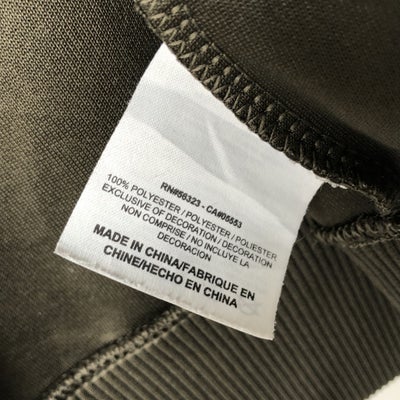 RN#56323 - CA#05553
100% POLYESTER / POLYESTER / POLIESTER
EXCLUSIVE OF DECORATION / DECORATION
NON COMPRISE / NO INCLUYE LA
DECORACION
MADE IN CHINA/FABRIQUE EN
CHINE/HECHO EN CHINA